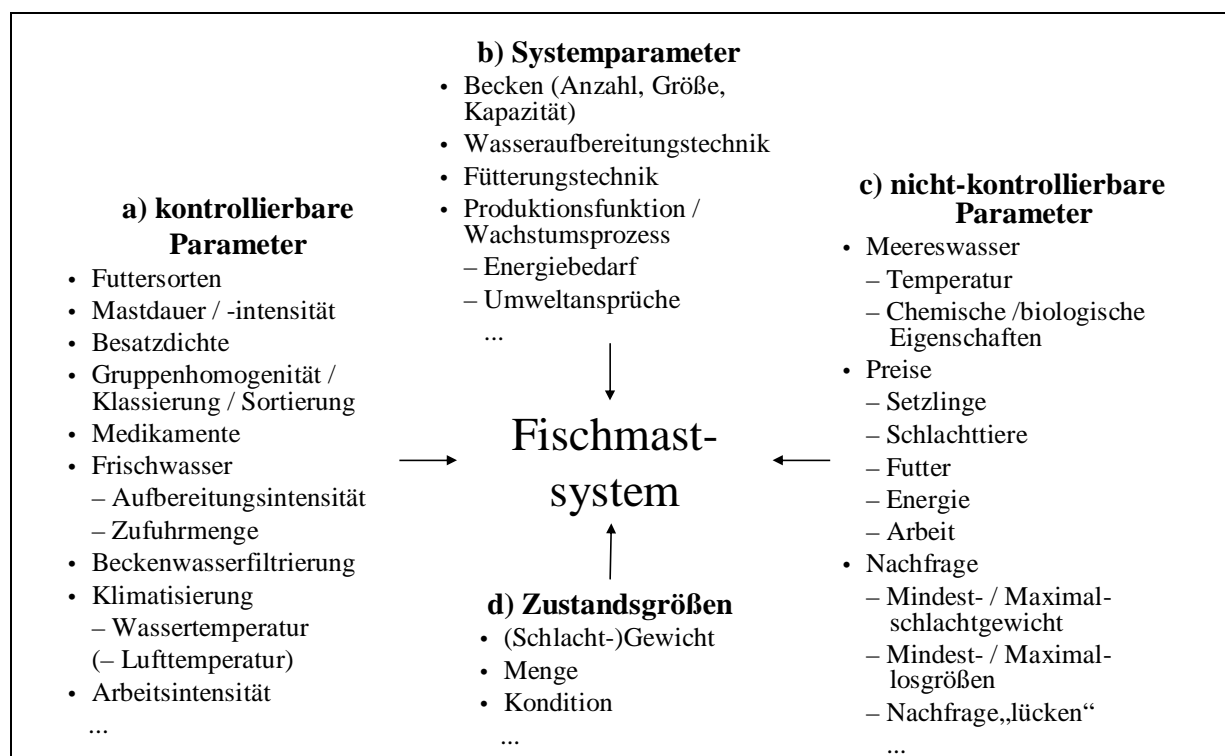 b) Systemparameter
• Becken (Anzahl, Größe,
Kapazität)
• Wasseraufbereitungstechnik
• Fütterungstechnik
• Produktionsfunktion /
Wachstumsprozess
– Energiebedarf
– Umweltansprüche
...
a) kontrollierbare
Parameter
• Futtersorten
• Mastdauer / -intensität
• Besatzdichte
• Gruppenhomogenität /
Klassierung / Sortierung
• Medikamente
• Frischwasser
– Aufbereitungsintensität
– Zufuhrmenge
• Beckenwasserfiltrierung
• Klimatisierung
– Wassertemperatur
(– Lufttemperatur)
• Arbeitsintensität
...
Fischmast-
system
d) Zustandsgrößen
• (Schlacht-)Gewicht
• Menge
• Kondition
...
c) nicht-kontrollierbare
Parameter
• Meereswasser
– Temperatur
– Chemische /biologische
Eigenschaften
• Preise
– Setzlinge
– Schlachttiere
– Futter
– Energie
– Arbeit
• Nachfrage
– Mindest- / Maximal-
schlachtgewicht
– Mindest- / Maximal-
losgrößen
– Nachfrage„lücken“
...